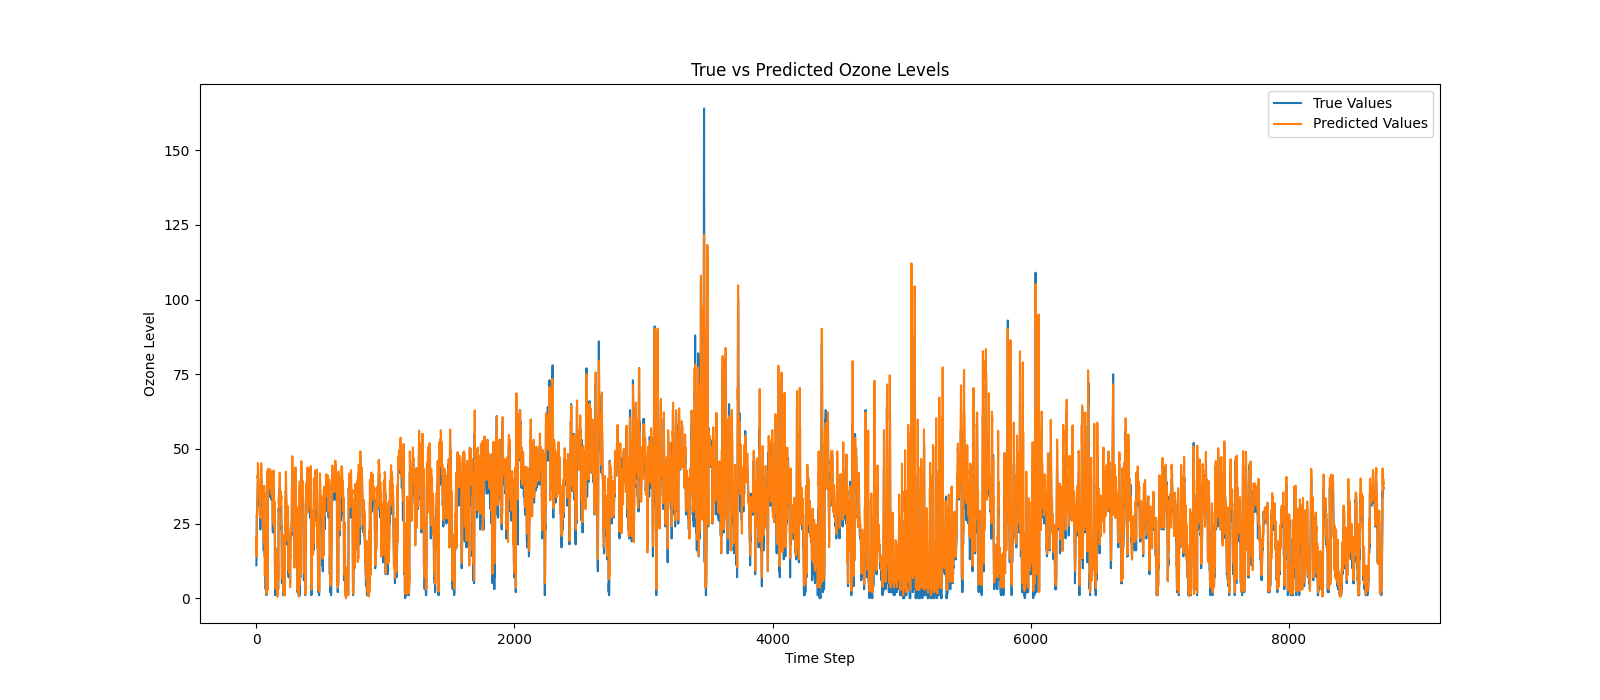 True vs Predicted Ozone Levels
True Values
Predicted Values
150
125
100
75
50
25
0
Ozone Level
0 2000 4000 6000 8000
Time Step